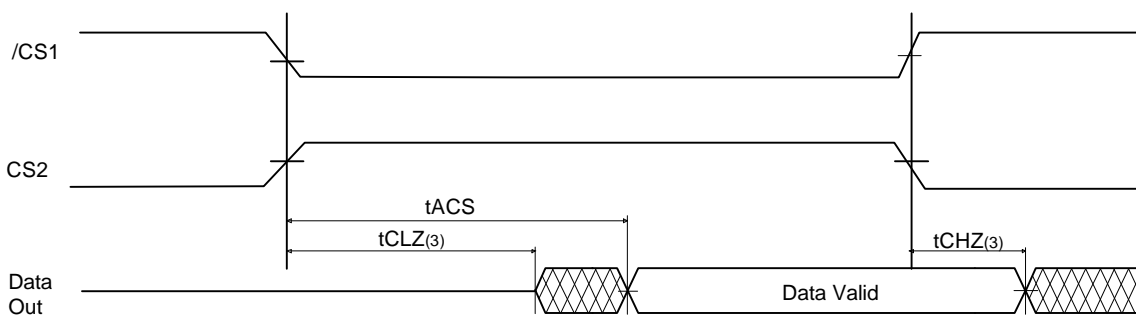 /CS1
CS2
tACS
tCLZ(3)
tCHZ(3)
Data
Out
Data Valid